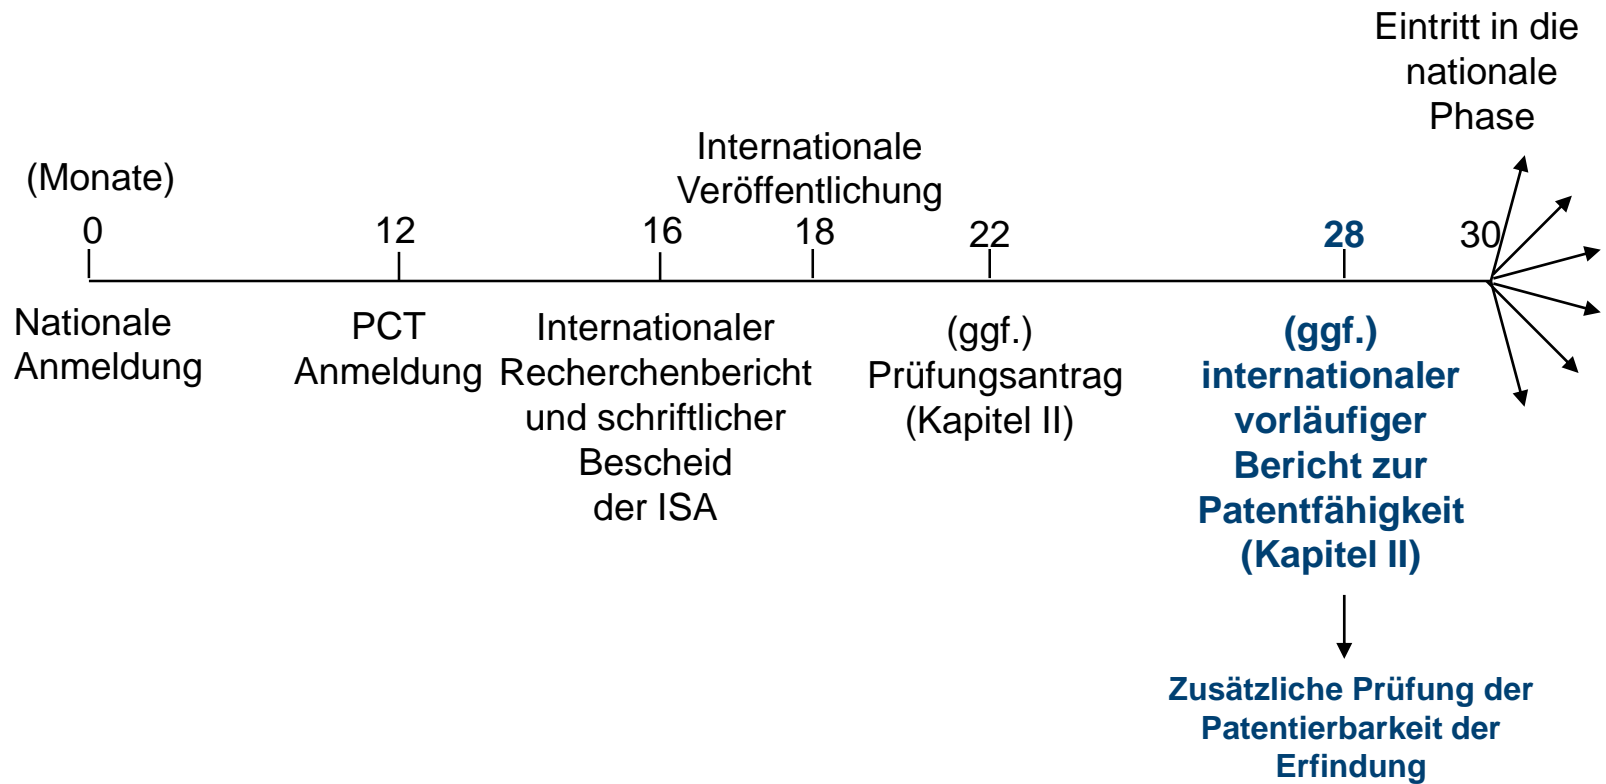 Eintritt in die
nationale
Phase
Internationale
Veröffentlichung
(Monate)
0
12
16
18
22
28
30
Nationale
Anmeldung
PCT
Anmeldung
Internationaler
Recherchenbericht
und schriftlicher
Bescheid
der ISA
(ggf.)
Prüfungsantrag
(Kapitel II)
(ggf.)
internationaler
vorläufiger
Bericht zur
Patentfähigkeit
(Kapitel II)
Zusätzliche Prüfung der
Patentierbarkeit der
Erfindung